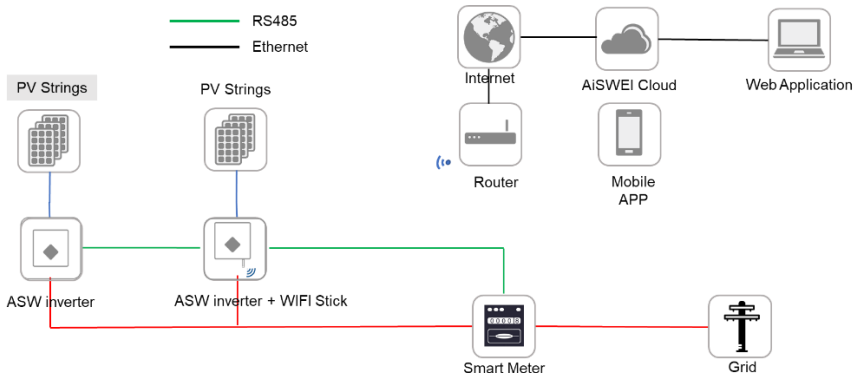 RS485
Ethernet
PV Strings
PV Strings
Internet
AiSWEI Cloud
Web Application
Router
Mobile
APP
ASW inverter
ASW inverter + WIFI Stick
Smart Meter
Grid